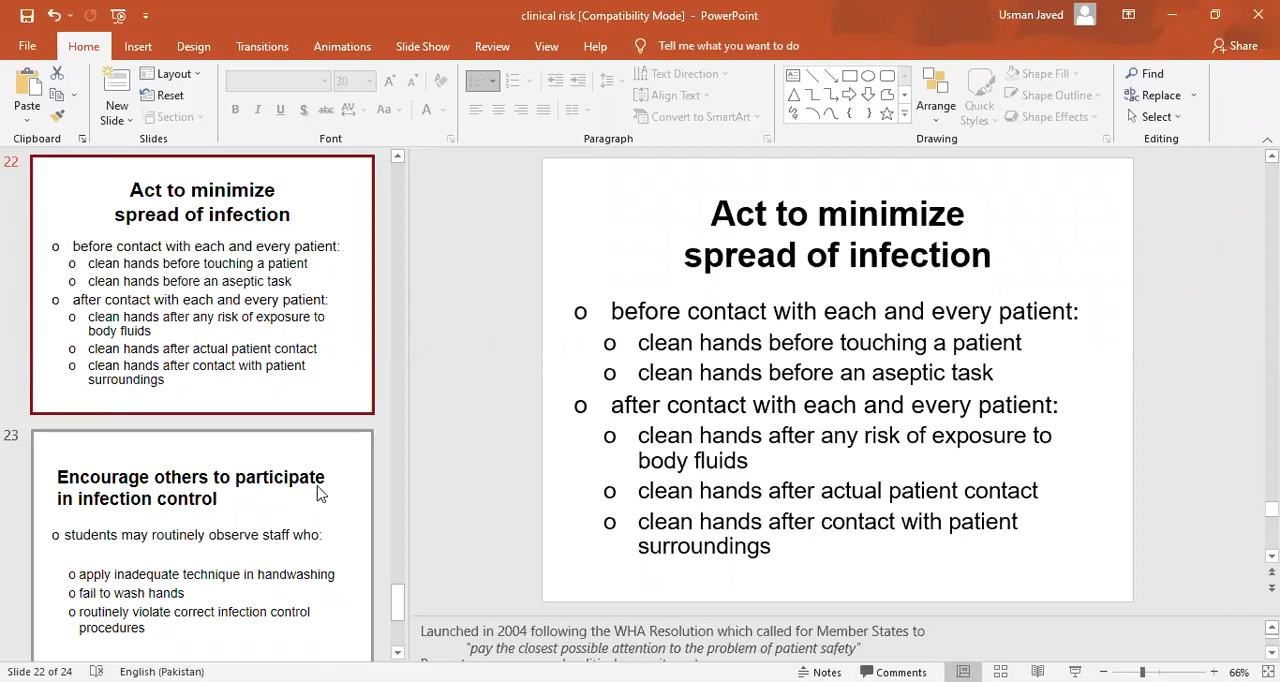 clinical risk [Compatibility Mode] - PowerPoint
Usman Javed
File Home Insert Design Transitions Animations Slide Show Review View Help Tell me what you want to do
Share
Paste
Clipboard
New
Slide
Layout
Reset
Section
Slides
30
B I U S abc AV Aa A
Font
Text Direction
Align Text
Convert to SmartArt
Paragraph
Arrange
Quick
Styles
Shape Fill
Shape Outline
Shape Effects
Drawing
Find
Replace
Select
Editing
22
Act to minimize
spread of infection
o before contact with each and every patient:
o clean hands before touching a patient
o clean hands before an aseptic task
o after contact with each and every patient:
o clean hands after any risk of exposure to
body fluids
o clean hands after actual patient contact
o clean hands after contact with patient
surroundings
23
Encourage others to participate
in infection control
o students may routinely observe staff who:
o apply inadequate technique in handwashing
o fail to wash hands
o routinely violate correct infection control
procedures
Act to minimize
spread of infection
o before contact with each and every patient:
o clean hands before touching a patient
o clean hands before an aseptic task
o after contact with each and every patient:
o clean hands after any risk of exposure to
body fluids
o clean hands after actual patient contact
o clean hands after contact with patient
surroundings
Launched in 2004 following the WHA Resolution which called for Member States to
"pay the closest possible attention to the problem of patient safety"
Slide 22 of 24
English (Pakistan)
Notes
Comments
66%